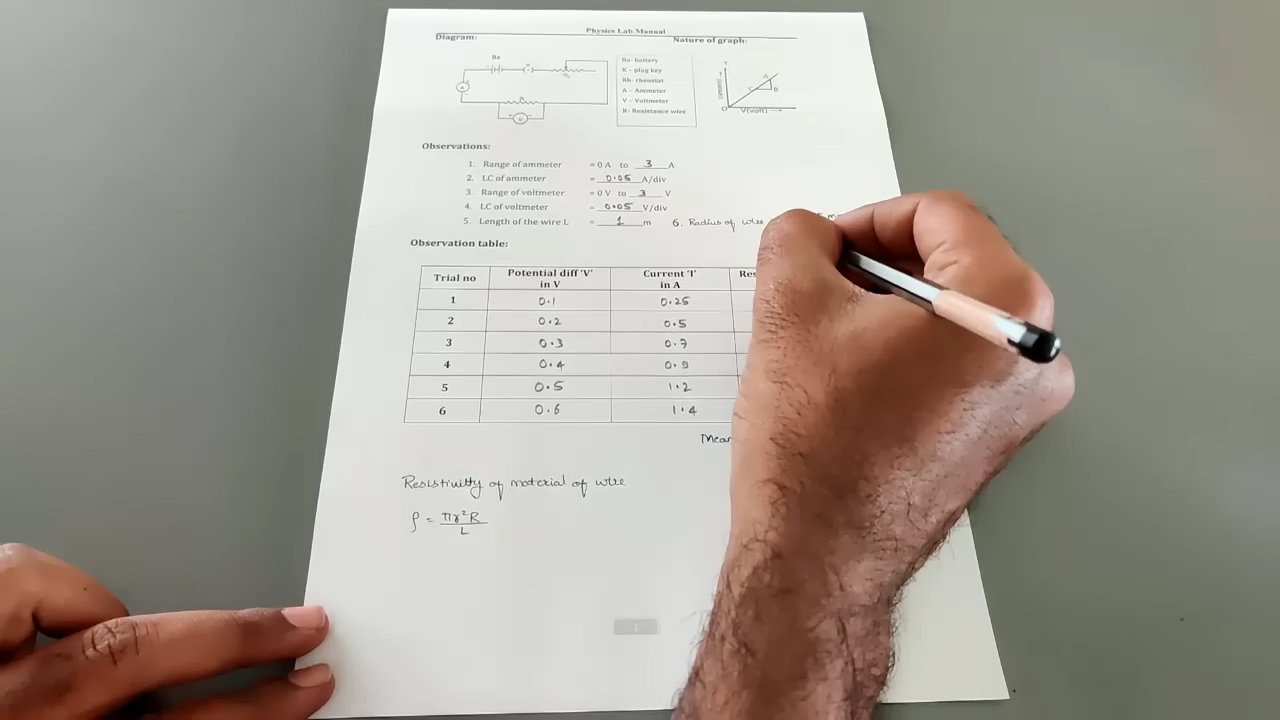 Physics Lab Manual
Diagram: Nature of graph:
Ba
Ba- battery
K - plug key
Rh- rheostat
A - Ammeter
V - Voltmeter
R- Resistance wire
A
R
V
Y
A
C B
O V(volt)
Observations:
1. Range of ammeter = 0 A to 3 A
2. LC of ammeter = 0.05 A/div
3. Range of voltmeter = 0 V to 3 V
4. LC of voltmeter = 0.05 V/div
5. Length of the wire L = 1 m 6. Radius of wire
Observation table:
Trial no Potential diff 'V' in V Current 'I' in A
1 0.1 0.25
2 0.2 0.5
3 0.3 0.7
4 0.4 0.9
5 0.5 1.2
6 0.6 1.4
Resistivity of material of wire
ρ = πr²R
L
1